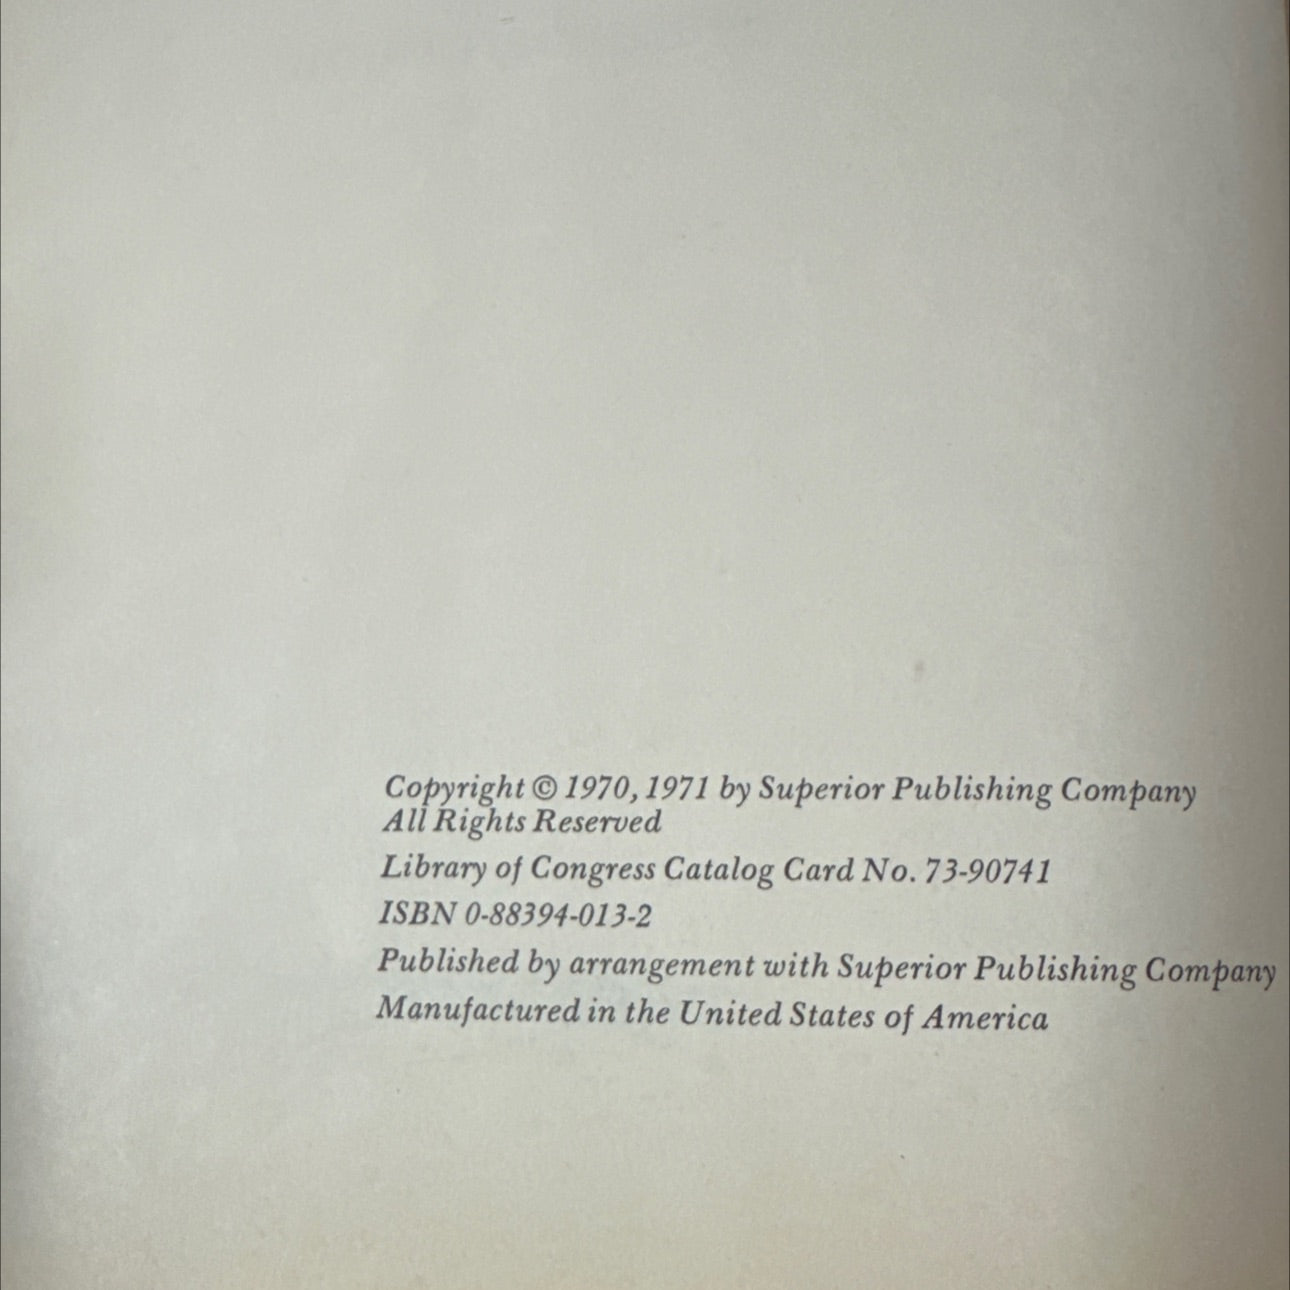 Copyright © 1970, 1971 by Superior Publishing Company
All Rights Reserved
Library of Congress Catalog Card No. 73-90741
ISBN 0-88394-013-2
Published by arrangement with Superior Publishing Company
Manufactured in the United States of America